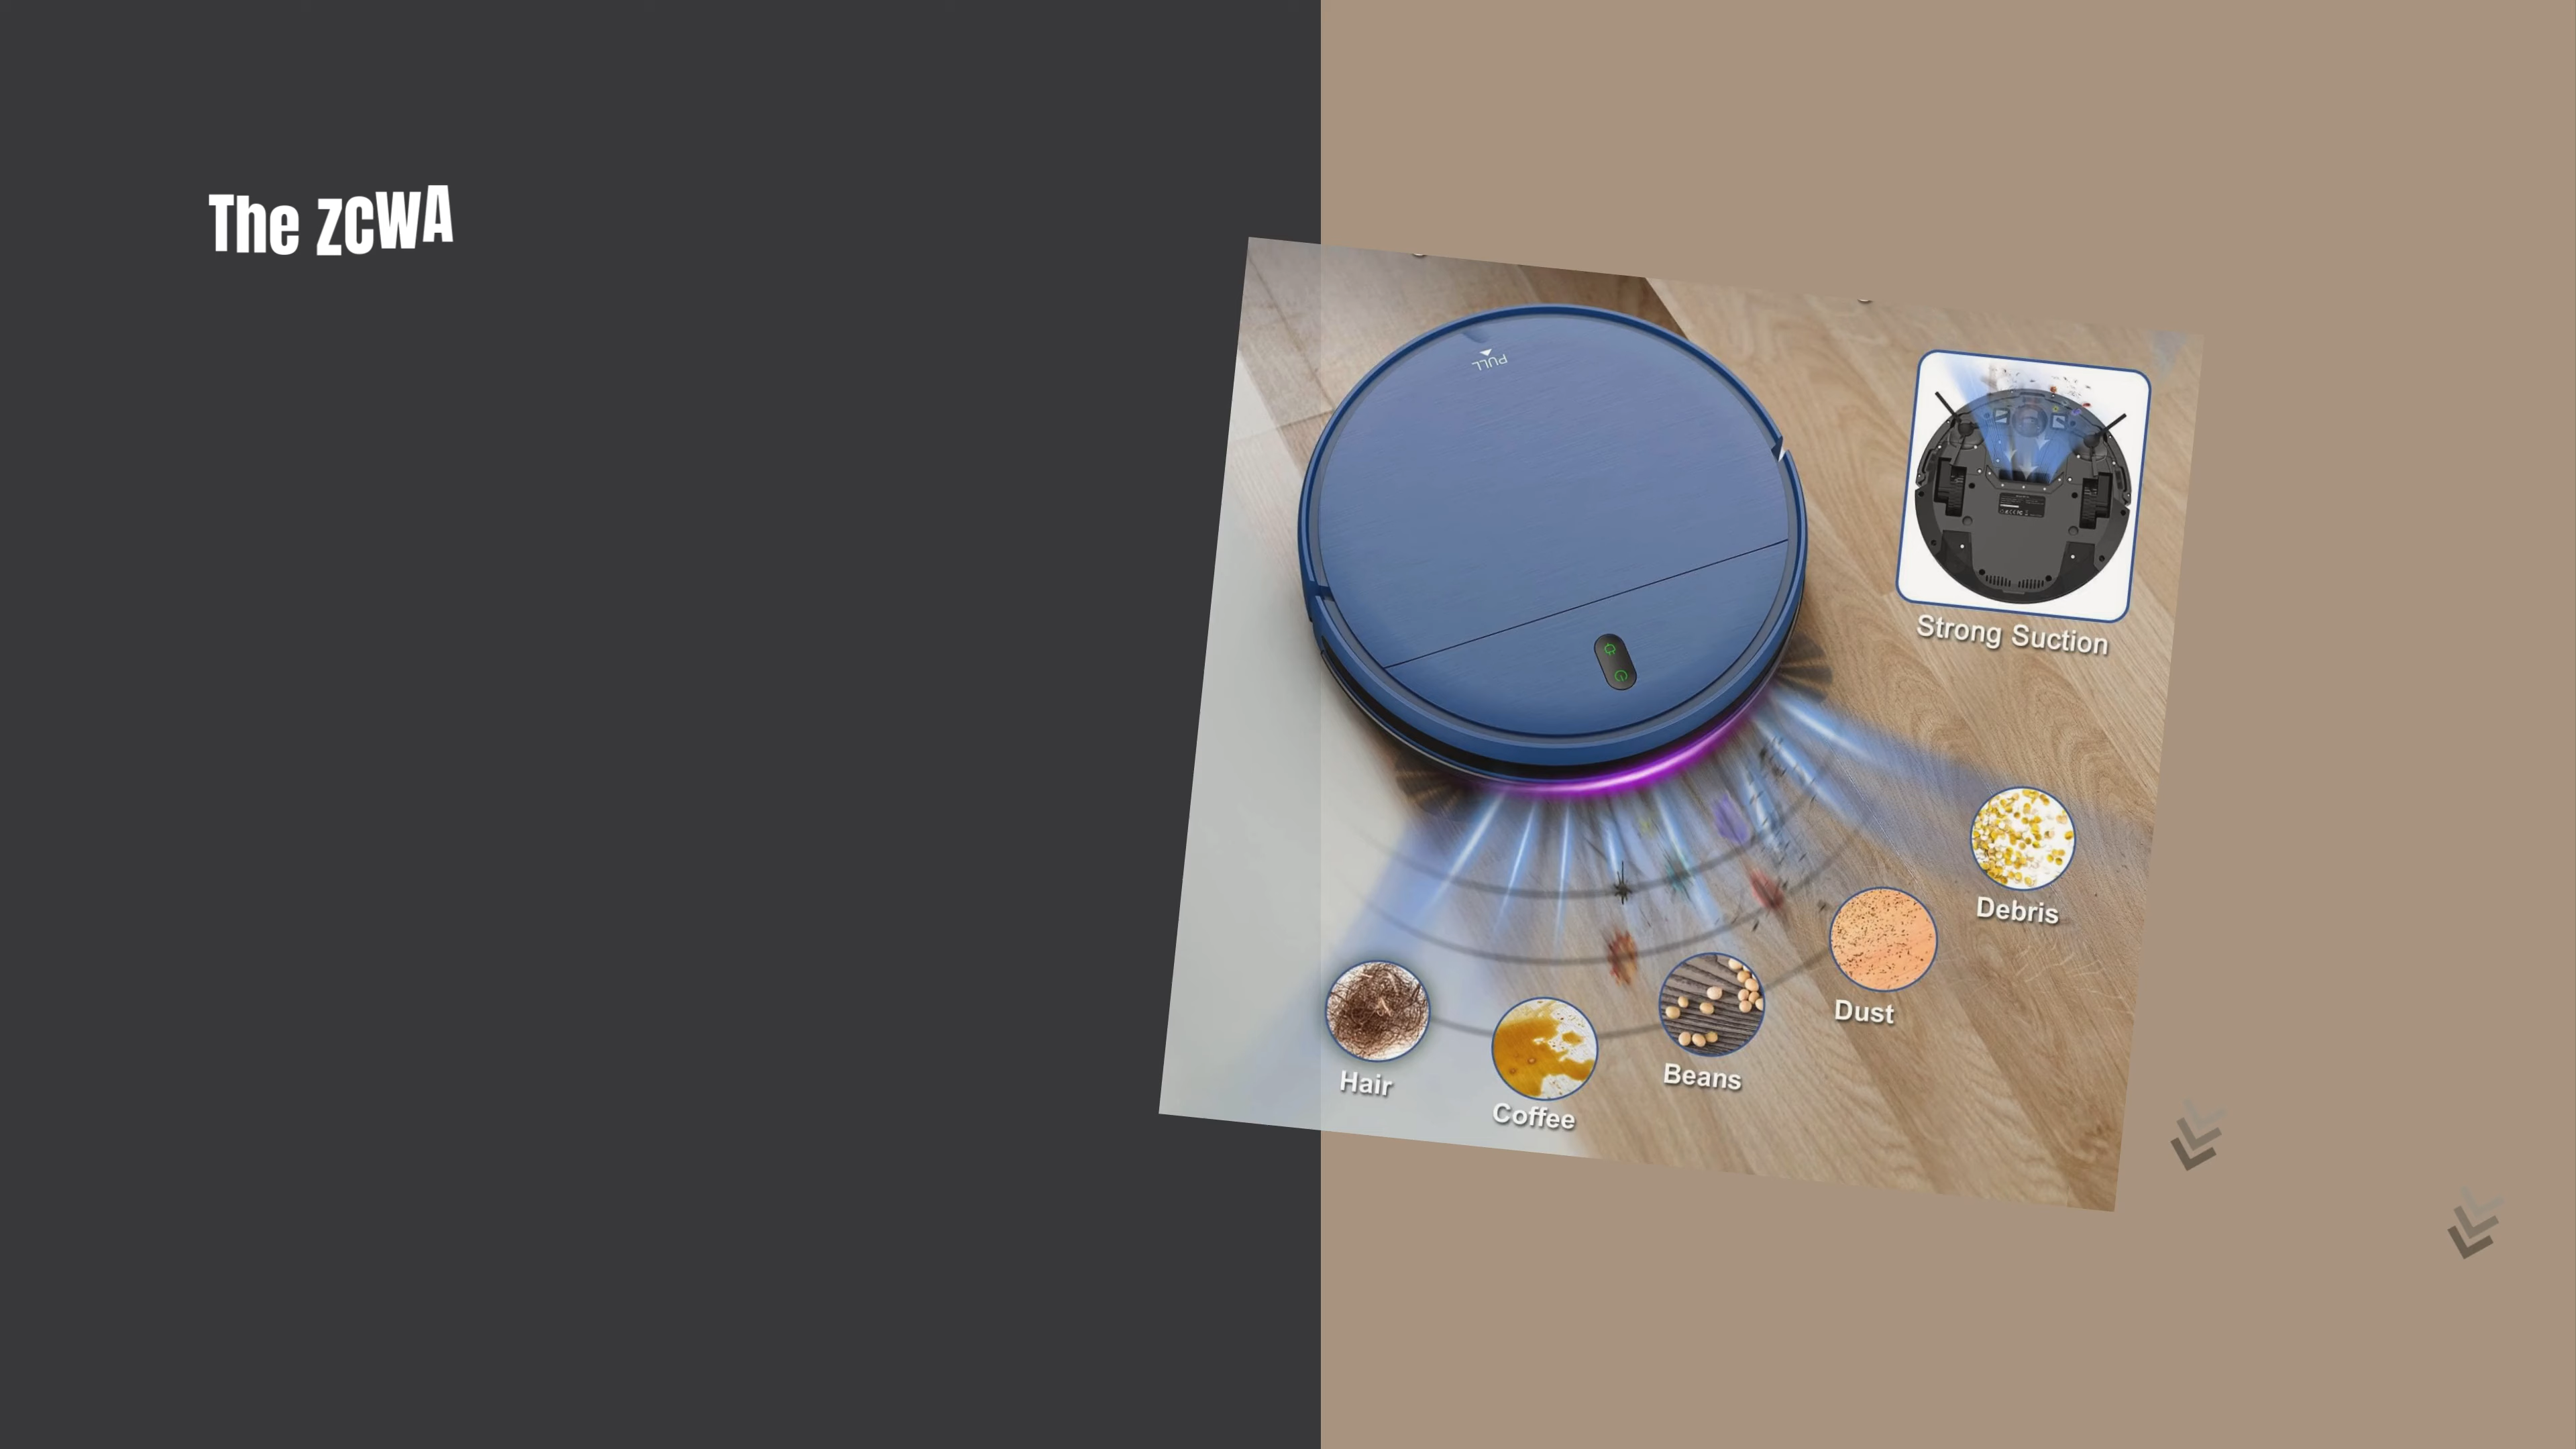 The ZCWA
PULL
Strong Suction
Debris
Dust
Beans
Hair
Coffee